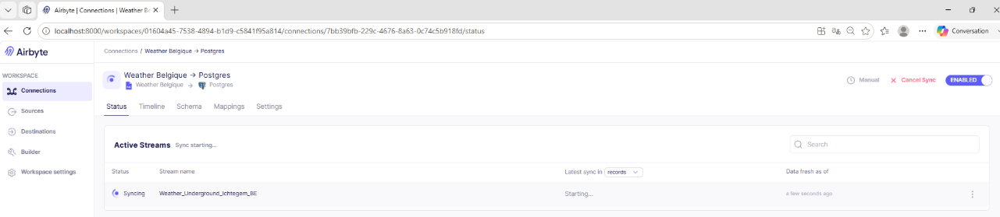 Airbyte | Connections | Weather Be
localhost:8000/workspaces/01604a45-7538-4894-b1d9-c5841f95a814/connections/7bb39bfb-229c-4676-8a63-0c74c5b918fd/status
Conversation
Airbyte
Connections / Weather Belgique → Postgres
WORKSPACE
Connections
Sources
Destinations
Builder
Workspace settings
Weather Belgique → Postgres
Weather Belgique → Postgres
Manual
Cancel Sync
ENABLED
Status Timeline Schema Mappings Settings
Active Streams Sync starting...
Search
Status Stream name Latest sync in records Data fresh as of
Syncing Weather_Underground_Ichtegem_BE Starting... a few seconds ago